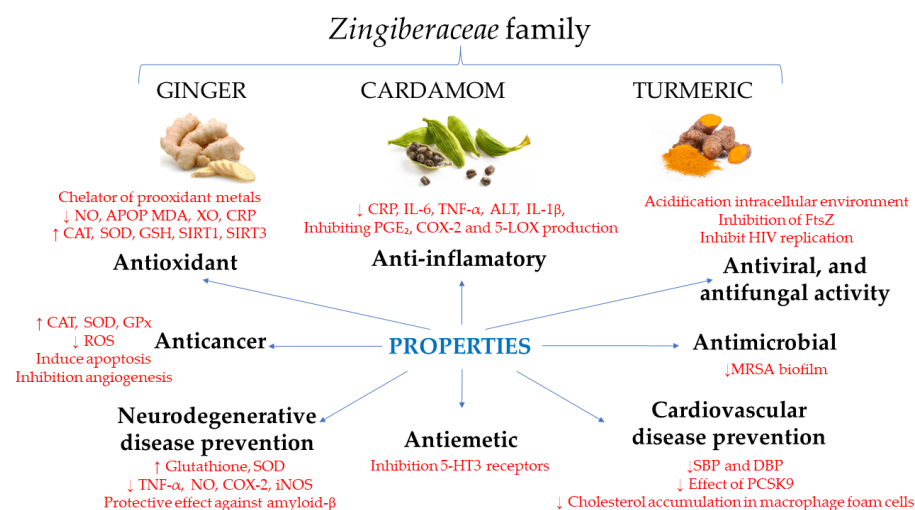 Zingiberaceae family
GINGER
CARDAMOM
TURMERIC
Chelator of prooxidant metals
↓ NO, APOP MDA, XO, CRP
↑ CAT, SOD, GSH, SIRT1, SIRT3
Antioxidant
↓ CRP, IL-6, TNF-α, ALT, IL-1β,
Inhibiting PGE₂, COX-2 and 5-LOX production
Anti-inflamatory
Acidification intracellular environment
Inhibition of FtsZ
Inhibit HIV replication
Antiviral, and
antifungal activity
↑ CAT, SOD, GPx
↓ ROS
Induce apoptosis
Inhibition angiogenesis
Anticancer
PROPERTIES
Antimicrobial
↓MRSA biofilm
Neurodegenerative
disease prevention
↑ Glutathione, SOD
↓ TNF-α, NO, COX-2, iNOS
Protective effect against amyloid-β
Antiemetic
Inhibition 5-HT3 receptors
Cardiovascular
disease prevention
↓SBP and DBP
↓ Effect of PCSK9
↓ Cholesterol accumulation in macrophage foam cells